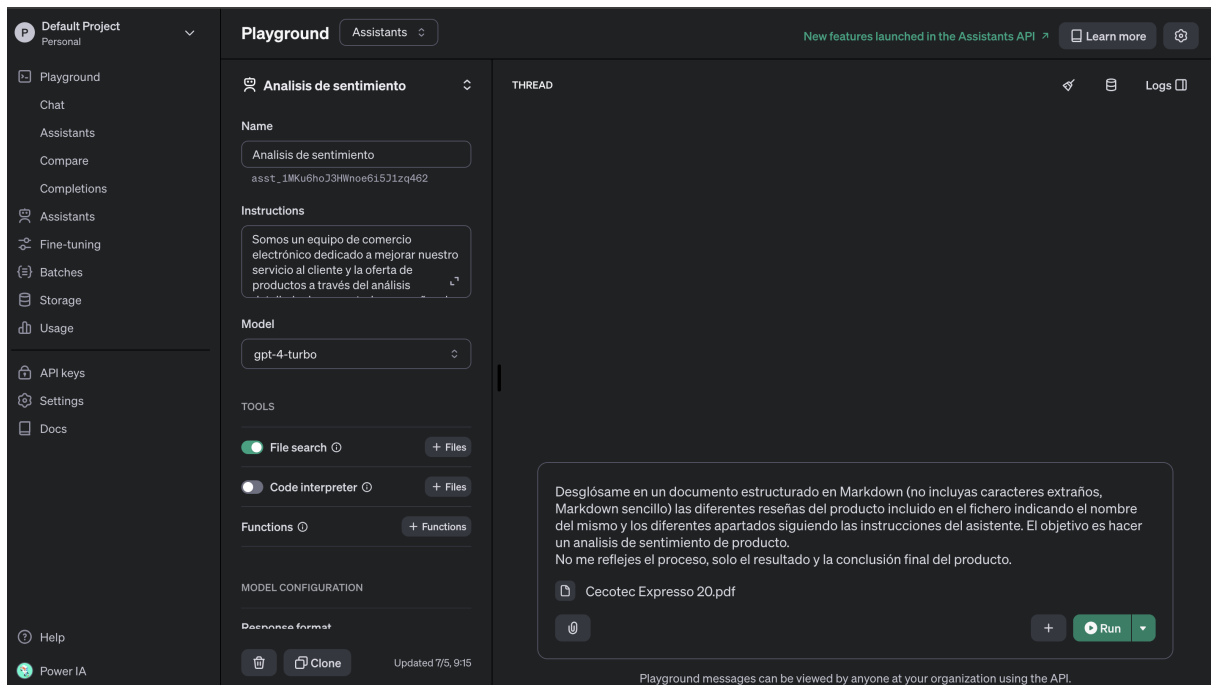 P
Default Project
Personal
Playground
Chat
Assistants
Compare
Completions
Assistants
Fine-tuning
Batches
Storage
Usage
API keys
Settings
Docs
Help
Power IA
Playground
Assistants
New features launched in the Assistants API ↗
Learn more
Analisis de sentimiento
Name
Analisis de sentimiento
asst_1MKu6hoJ3HWnoe6i5J1zq462
Instructions
Somos un equipo de comercio
electrónico dedicado a mejorar nuestro
servicio al cliente y la oferta de
productos a través del análisis
Model
gpt-4-turbo
TOOLS
File search
+ Files
Code interpreter
+ Files
Functions
+ Functions
MODEL CONFIGURATION
Response format
Clone
Updated 7/5, 9:15
THREAD
Logs
Desglósame en un documento estructurado en Markdown (no incluyas caracteres extraños,
Markdown sencillo) las diferentes reseñas del producto incluido en el fichero indicando el nombre
del mismo y los diferentes apartados siguiendo las instrucciones del asistente. El objetivo es hacer
un analisis de sentimiento de producto.
No me reflejes el proceso, solo el resultado y la conclusión final del producto.
Cecotec Expresso 20.pdf
+
Run
Playground messages can be viewed by anyone at your organization using the API.